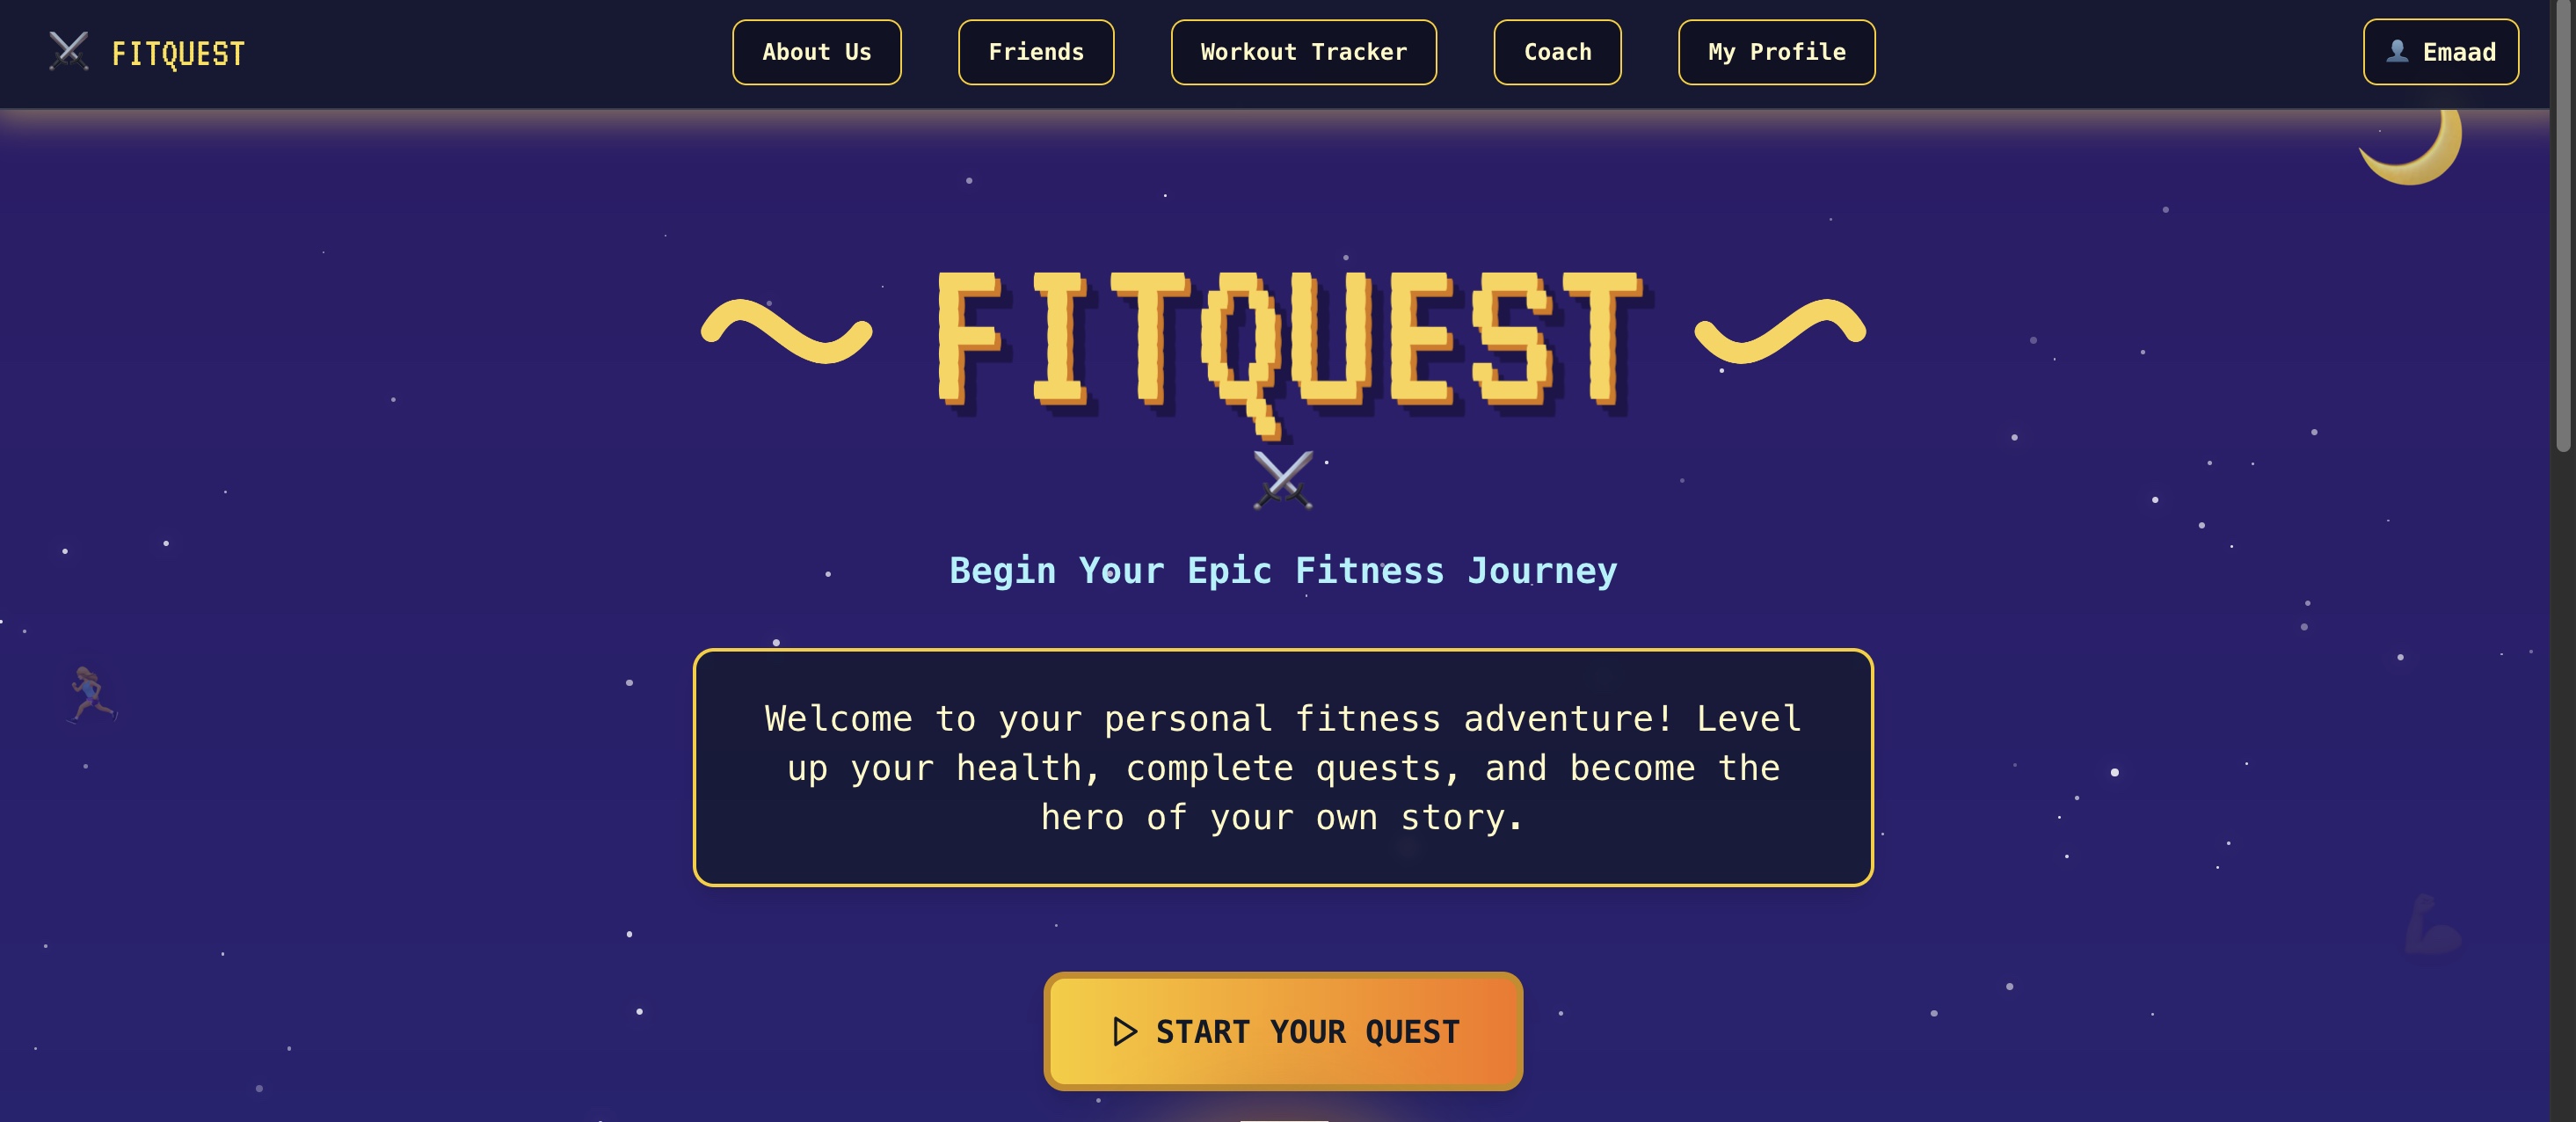 FITQUEST
About Us
Friends
Workout Tracker
Coach
My Profile
Emaad
FITQUEST
Begin Your Epic Fitness Journey
Welcome to your personal fitness adventure! Level
up your health, complete quests, and become the
hero of your own story.
START YOUR QUEST